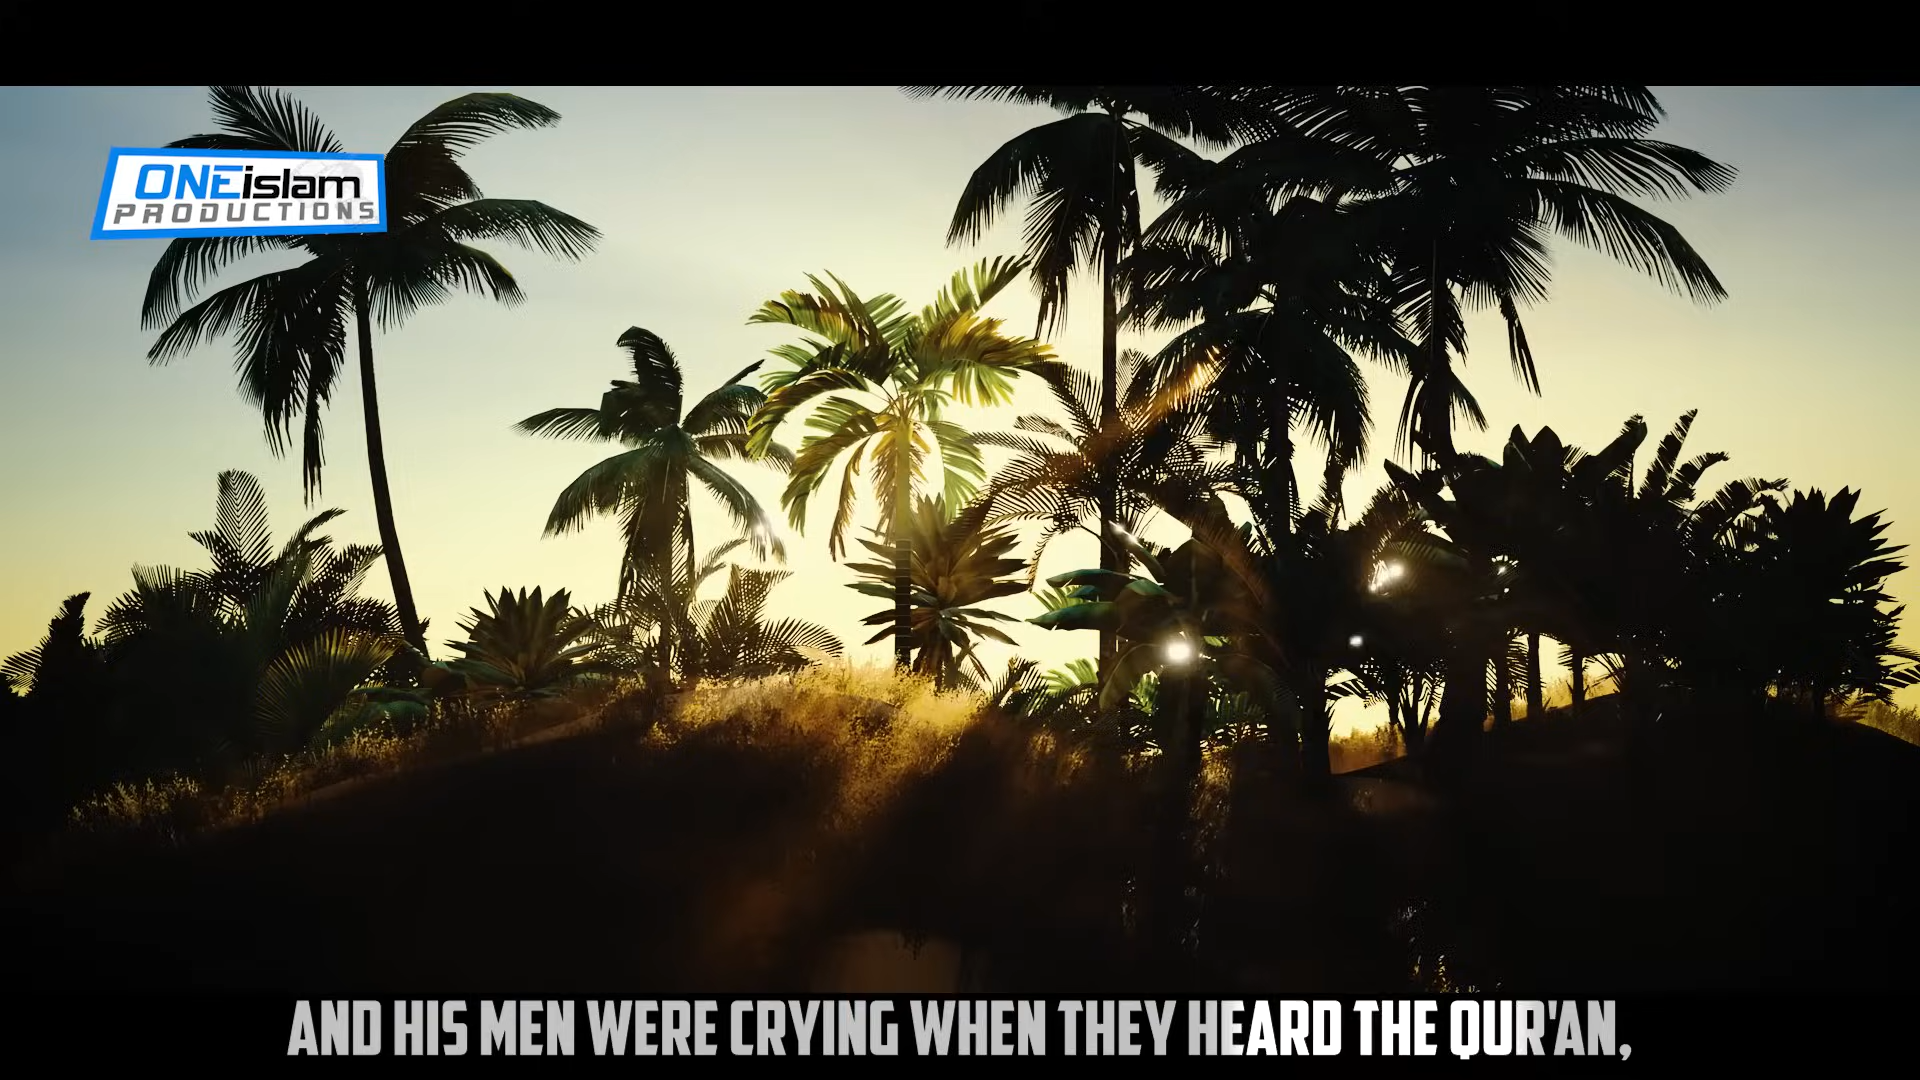 ONEislam
PRODUCTIONS
AND HIS MEN WERE CRYING WHEN THEY HEARD THE QUR'AN,